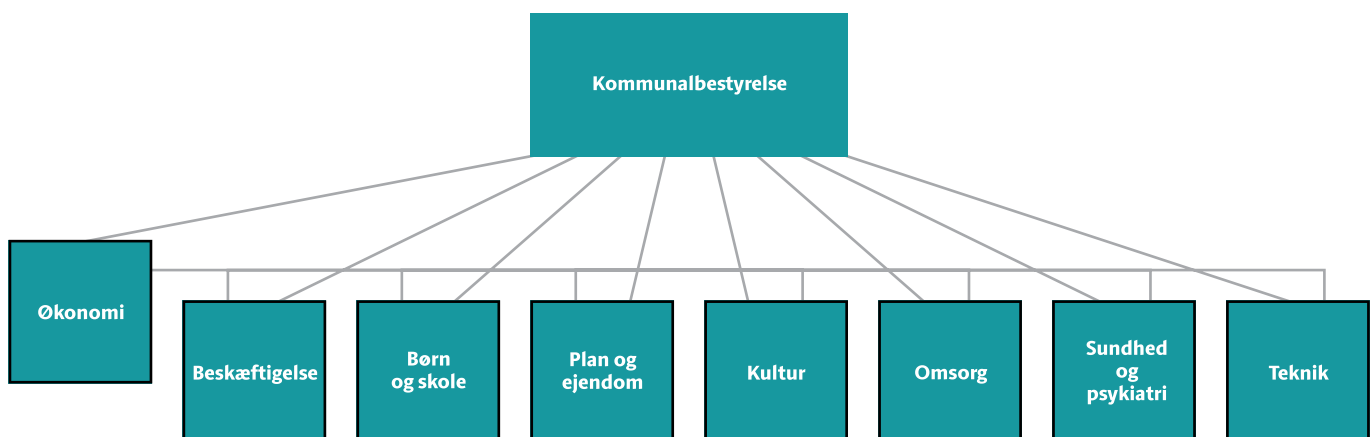 Kommunalbestyrelse
Økonomi
Beskæftigelse
Børn
og skole
Plan og
ejendom
Kultur
Omsorg
Sundhed
og
psykiatri
Teknik